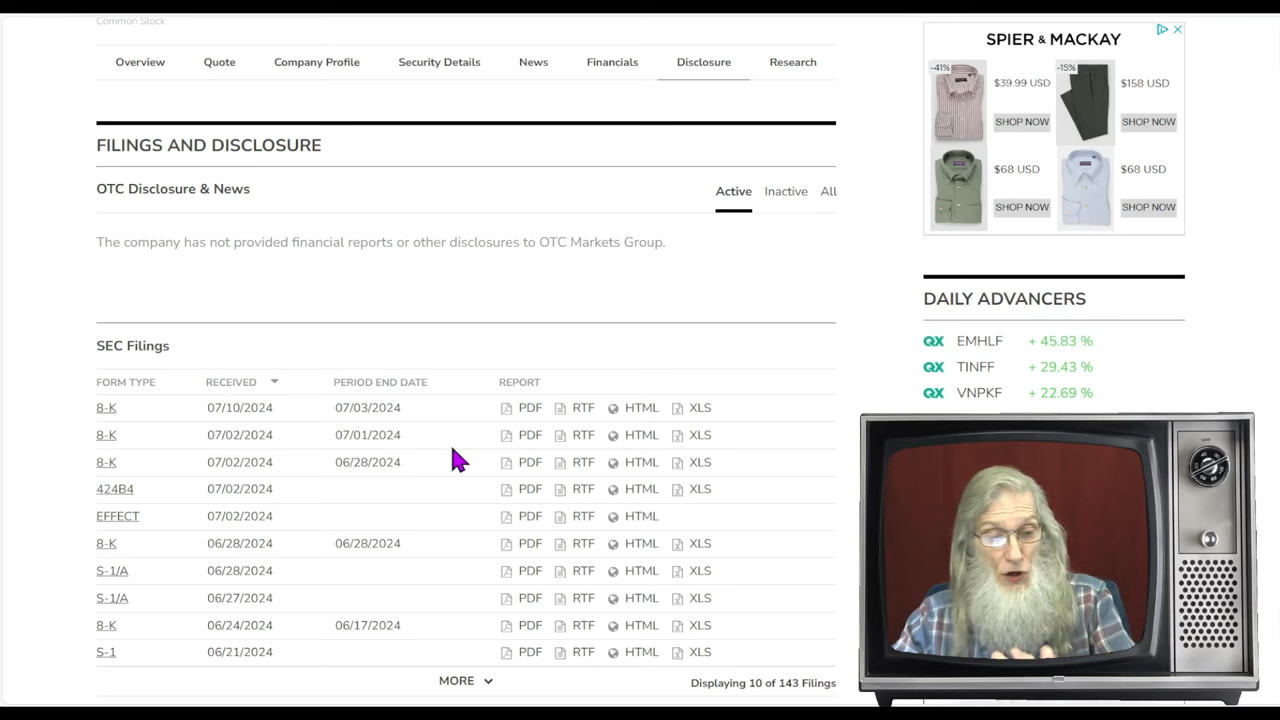 Common Stock
Overview Quote Company Profile Security Details News Financials Disclosure Research
FILINGS AND DISCLOSURE
OTC Disclosure & News
Active Inactive All
The company has not provided financial reports or other disclosures to OTC Markets Group.
SEC Filings
FORM TYPE RECEIVED PERIOD END DATE REPORT
8-K 07/10/2024 07/03/2024 PDF RTF HTML XLS
8-K 07/02/2024 07/01/2024 PDF RTF HTML XLS
8-K 07/02/2024 06/28/2024 PDF RTF HTML XLS
424B4 07/02/2024 PDF RTF HTML XLS
EFFECT 07/02/2024 PDF RTF HTML
8-K 06/28/2024 06/28/2024 PDF RTF HTML XLS
S-1/A 06/28/2024 PDF RTF HTML XLS
S-1/A 06/27/2024 PDF RTF HTML XLS
8-K 06/24/2024 06/17/2024 PDF RTF HTML XLS
S-1 06/21/2024 PDF RTF HTML XLS
MORE
Displaying 10 of 143 Filings
SPIER & MACKAY
-41% $39.99 USD -15% $158 USD
SHOP NOW SHOP NOW
$68 USD $68 USD
SHOP NOW SHOP NOW
DAILY ADVANCERS
QX EMHLF + 45.83 %
QX TINFF + 29.43 %
QX VNPKF + 22.69 %